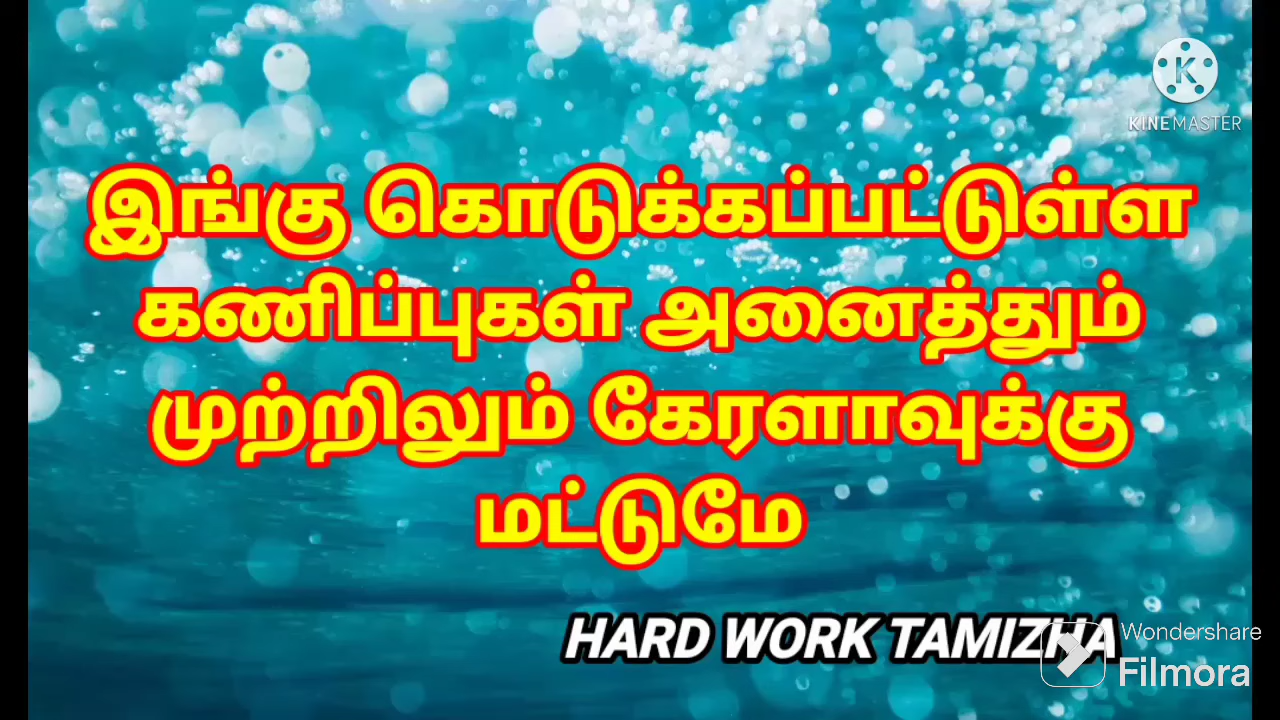 KINEMASTER
இங்கு கொடுக்கப்பட்டுள்ள
கணிப்புகள் அனைத்தும்
முற்றிலும் கேரளாவுக்கு
மட்டுமே
HARD WORK TAMIZHA
Wondershare
Filmora